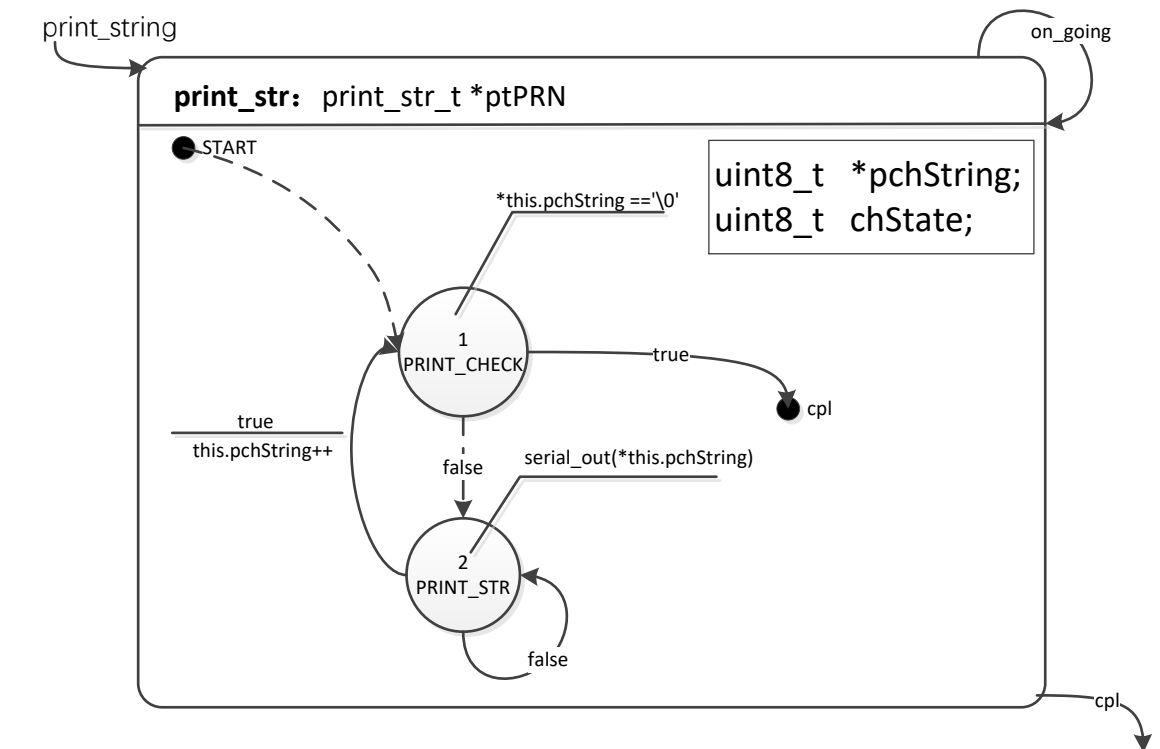 print_string
on_going
print_str：print_str_t *ptPRN
START
uint8_t *pchString;
uint8_t chState;
*this.pchString =='\0'
1
PRINT_CHECK
true
cpl
true
this.pchString++
false
serial_out(*this.pchString)
2
PRINT_STR
false
cpl